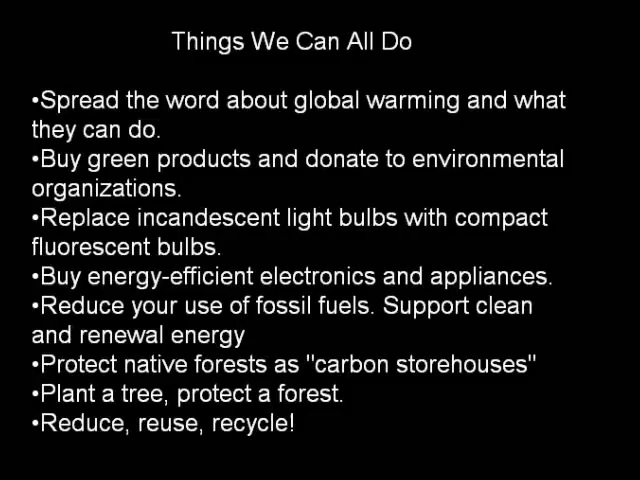 Things We Can All Do
•Spread the word about global warming and what
they can do.
•Buy green products and donate to environmental
organizations.
•Replace incandescent light bulbs with compact
fluorescent bulbs.
•Buy energy-efficient electronics and appliances.
•Reduce your use of fossil fuels. Support clean
and renewal energy
•Protect native forests as "carbon storehouses"
•Plant a tree, protect a forest.
•Reduce, reuse, recycle!